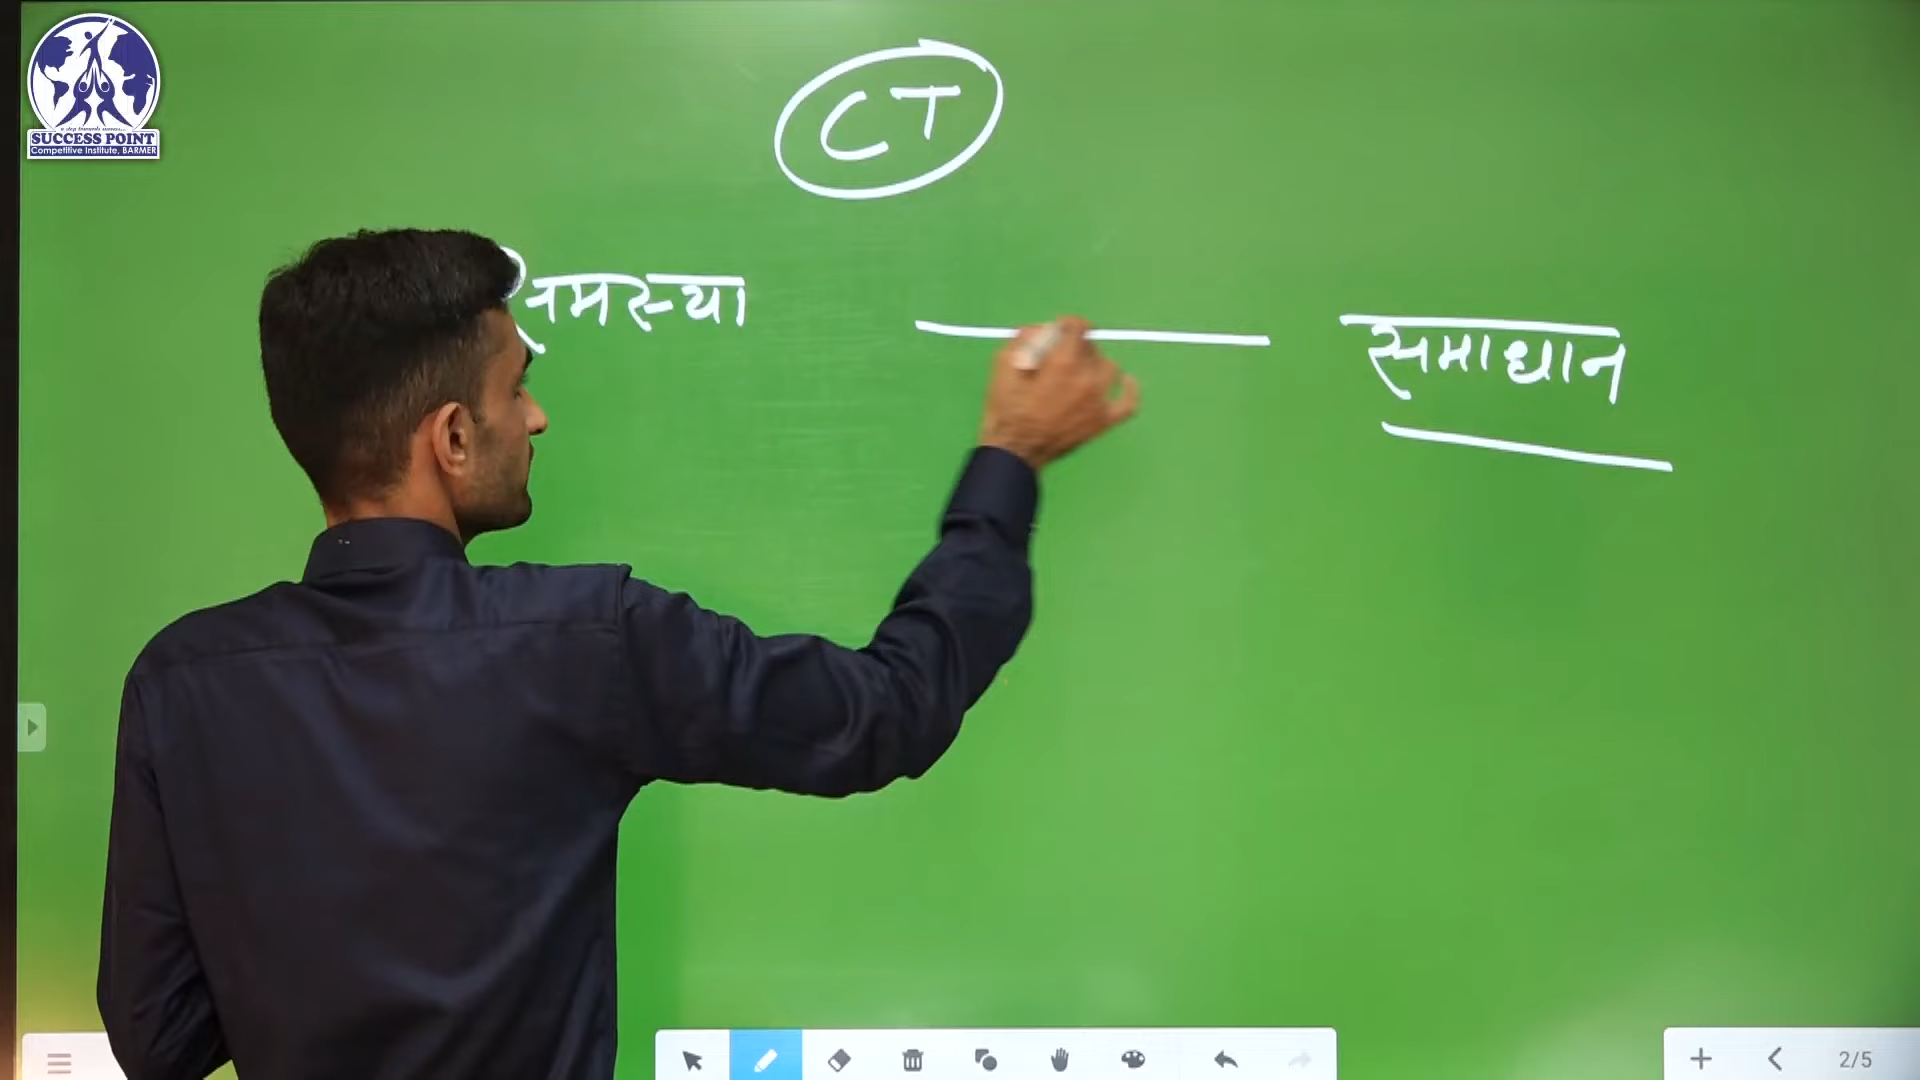 SUCCESS POINT
Competitive Institute, BARMER
CT
समस्या
समाधान
2/5